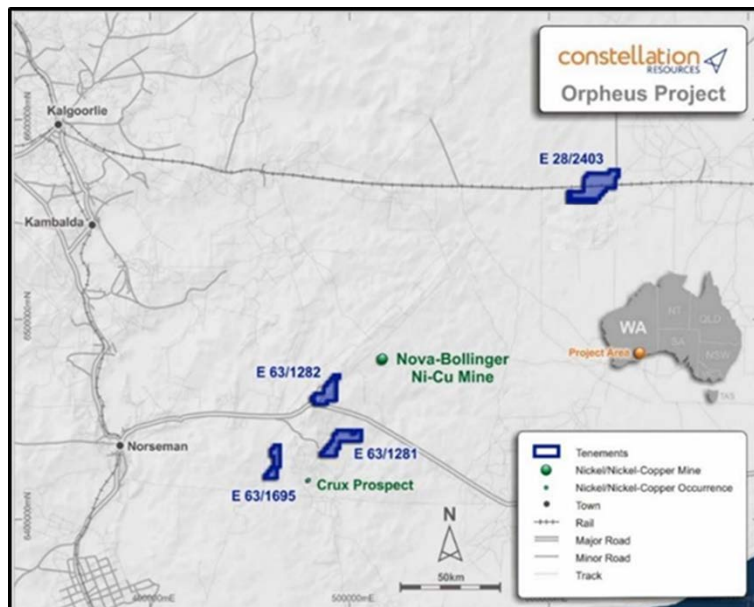 constellation
RESOURCES
Orpheus Project
Kalgoorlie
E 28/2403
Kambalda
WA
NT
QLD
SA
NSW
TAS
Project Area
Nova-Bollinger
Ni-Cu Mine
E 63/1282
Norseman
E 63/1281
E 63/1695
Crux Prospect
N
50km
Tenements
Nickel/Nickel-Copper Mine
Nickel/Nickel-Copper Occurrence
Town
Rail
Major Road
Minor Road
Track
6400000mN
500000mE